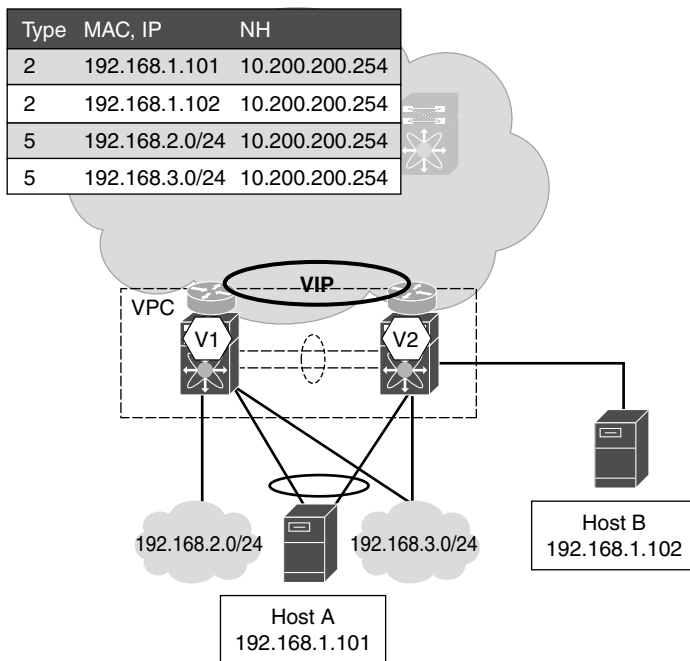 Type MAC, IP NH
2 192.168.1.101 10.200.200.254
2 192.168.1.102 10.200.200.254
5 192.168.2.0/24 10.200.200.254
5 192.168.3.0/24 10.200.200.254
VIP
VPC
V1 V2
192.168.2.0/24 192.168.3.0/24
Host B
192.168.1.102
Host A
192.168.1.101